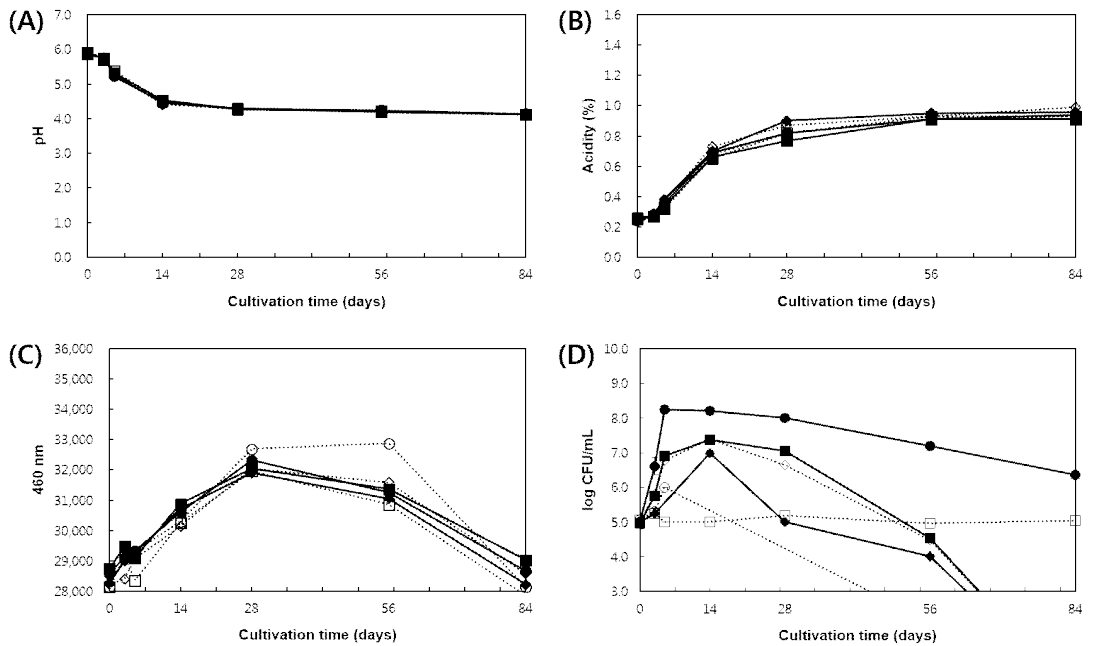 (A)
7.0
6.0
5.0
4.0
3.0
2.0
1.0
0.0
pH
0 14 28 56 84
Cultivation time (days)
(B)
1.6
1.4
1.2
1.0
0.8
0.6
0.4
0.2
0.0
Acidity (%)
0 14 28 56 84
Cultivation time (days)
(C)
36,000
35,000
34,000
33,000
32,000
31,000
30,000
29,000
28,000
460 nm
0 14 28 56 84
Cultivation time (days)
(D)
10.0
9.0
8.0
7.0
6.0
5.0
4.0
3.0
log CFU/mL
0 14 28 56 84
Cultivation time (days)